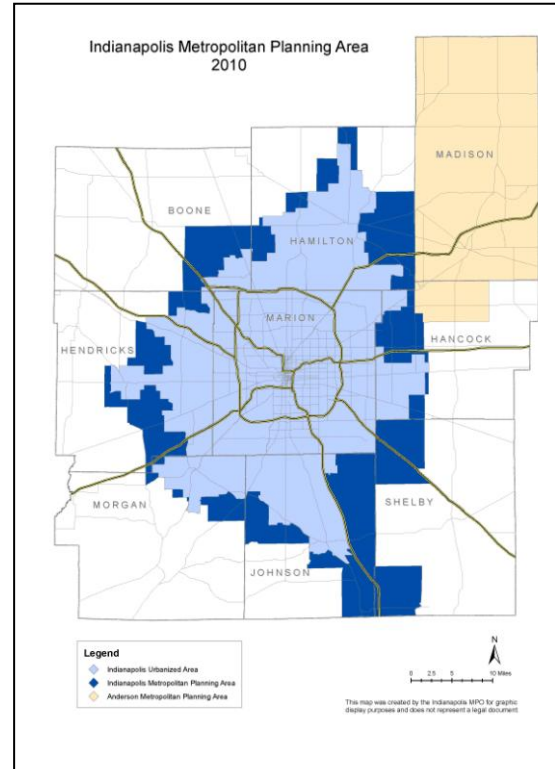 Indianapolis Metropolitan Planning Area
2010
MADISON
BOONE
HAMILTON
MARION
HANCOCK
HENDRICKS
MORGAN
SHELBY
JOHNSON
Legend
Indianapolis Urbanized Area
Indianapolis Metropolitan Planning Area
Anderson Metropolitan Planning Area
N
0 2.5 5 10 Miles
This map was created by the Indianapolis MPO for graphic
display purposes and does not represent a legal document